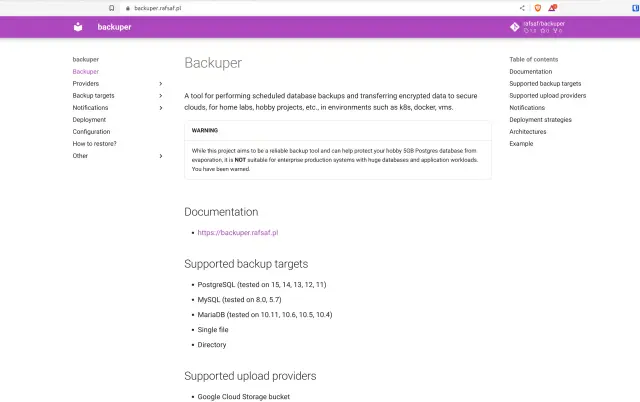 backuper.rafsaf.pl
backuper
rafsaf/backuper
backuper
Backuper
Providers
Backup targets
Notifications
Deployment
Configuration
How to restore?
Other
Backuper
A tool for performing scheduled database backups and transferring encrypted data to secure
clouds, for home labs, hobby projects, etc., in environments such as k8s, docker, vms.
WARNING
While this project aims to be a reliable backup tool and can help protect your hobby 5GB Postgres database from
evaporation, it is NOT suitable for enterprise production systems with huge databases and application workloads.
You have been warned.
Documentation
• https://backuper.rafsaf.pl
Supported backup targets
• PostgreSQL (tested on 15, 14, 13, 12, 11)
• MySQL (tested on 8.0, 5.7)
• MariaDB (tested on 10.11, 10.6, 10.5, 10.4)
• Single file
• Directory
Supported upload providers
• Google Cloud Storage bucket
Table of contents
Documentation
Supported backup targets
Supported upload providers
Notifications
Deployment strategies
Architectures
Example